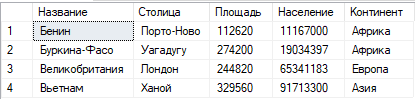 Название Столица Площадь Население Континент
1 Бенин Порто-Ново 112620 11167000 Африка
2 Буркина-Фасо Уагадугу 274200 19034397 Африка
3 Великобритания Лондон 244820 65341183 Европа
4 Вьетнам Ханой 329560 91713300 Азия